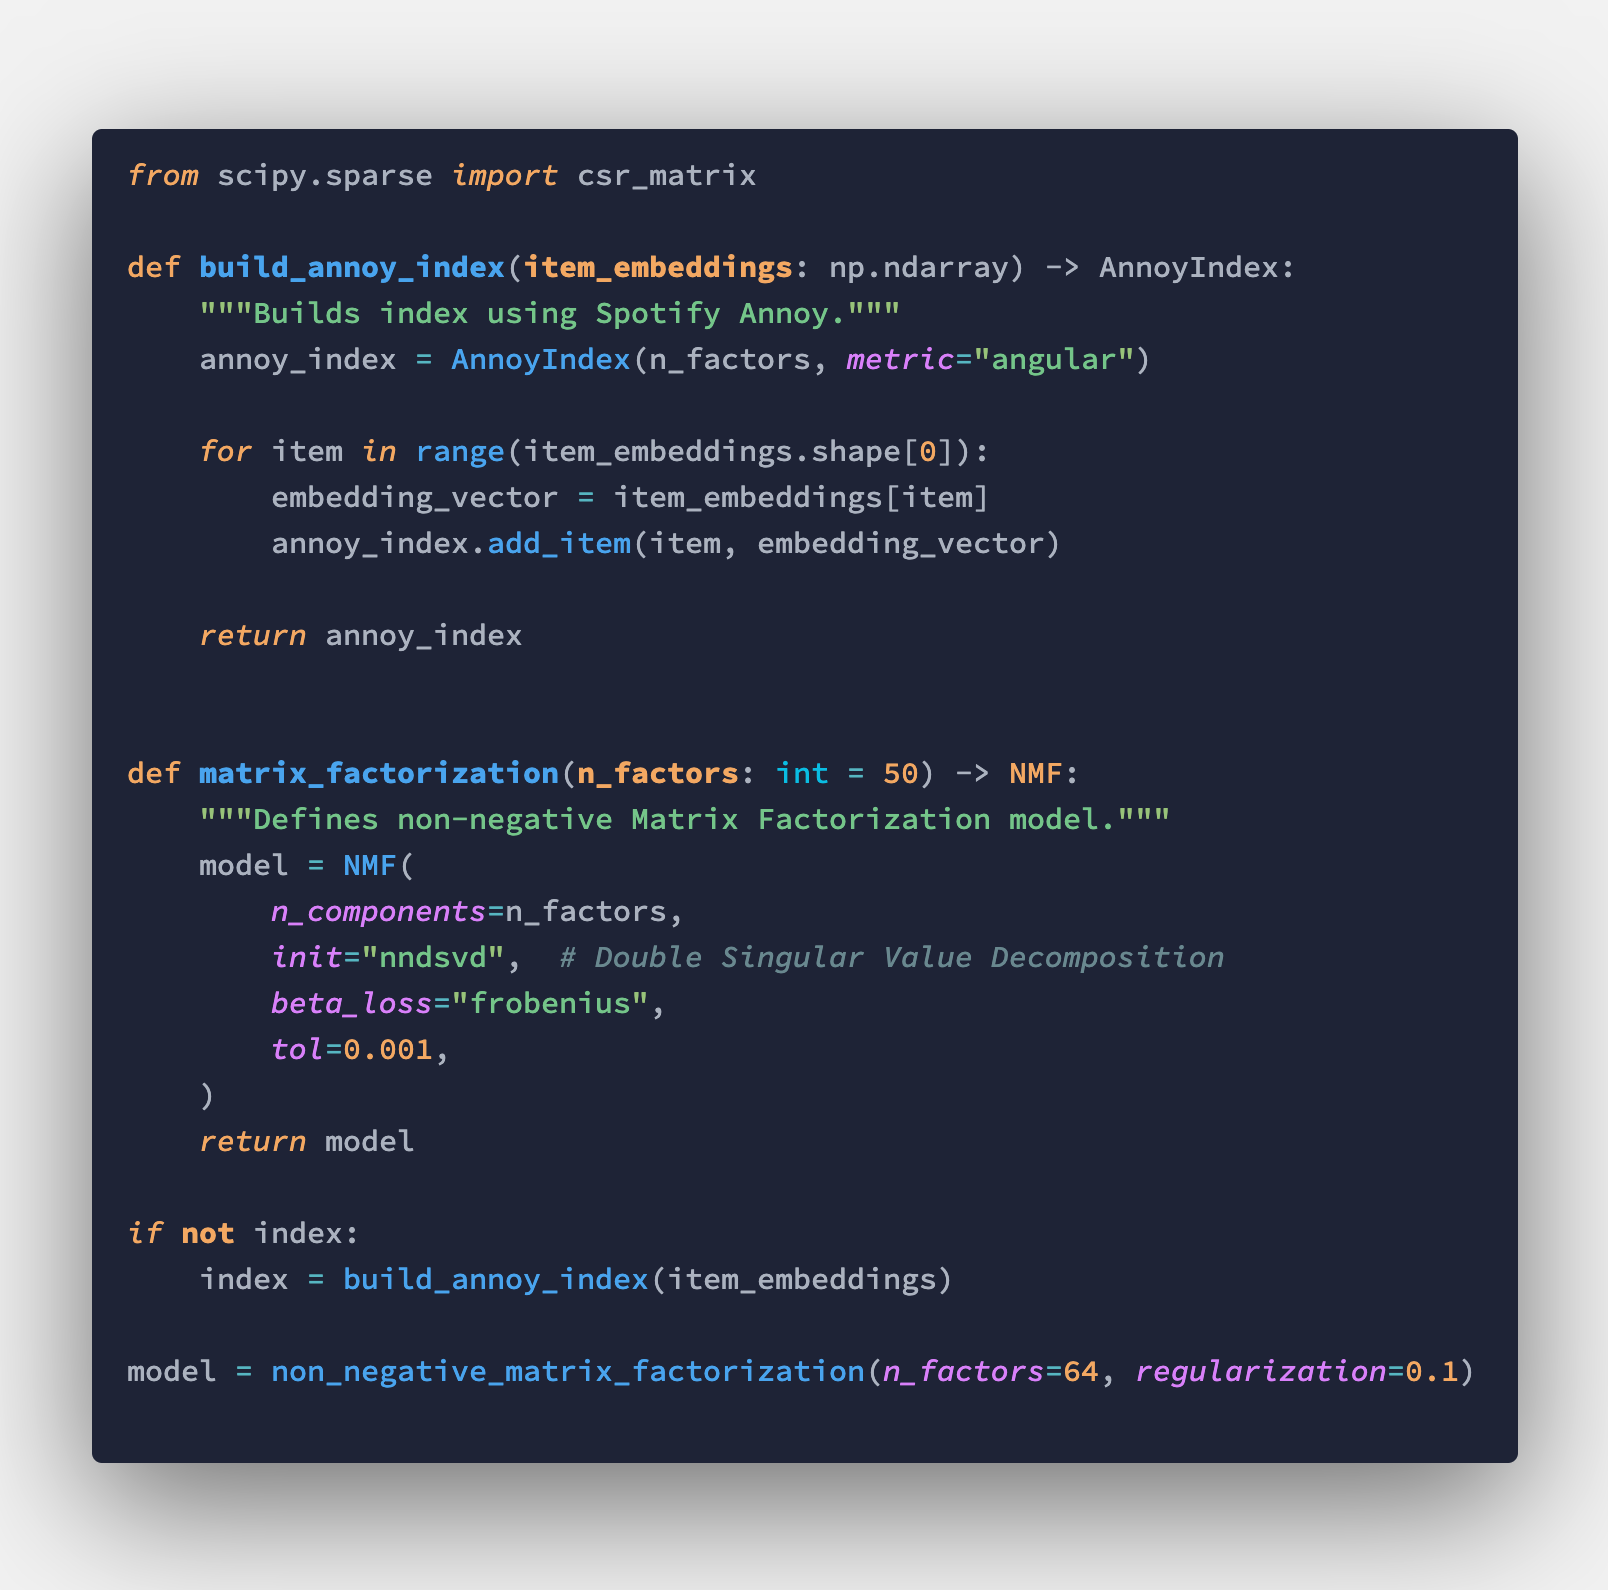 from scipy.sparse import csr_matrix

def build_annoy_index(item_embeddings: np.ndarray) -> AnnoyIndex:
    """Builds index using Spotify Annoy."""
    annoy_index = AnnoyIndex(n_factors, metric="angular")

    for item in range(item_embeddings.shape[0]):
        embedding_vector = item_embeddings[item]
        annoy_index.add_item(item, embedding_vector)

    return annoy_index


def matrix_factorization(n_factors: int = 50) -> NMF:
    """Defines non-negative Matrix Factorization model."""
    model = NMF(
        n_components=n_factors,
        init="nndsvd",  # Double Singular Value Decomposition
        beta_loss="frobenius",
        tol=0.001,
    )
    return model

if not index:
    index = build_annoy_index(item_embeddings)

model = non_negative_matrix_factorization(n_factors=64, regularization=0.1)